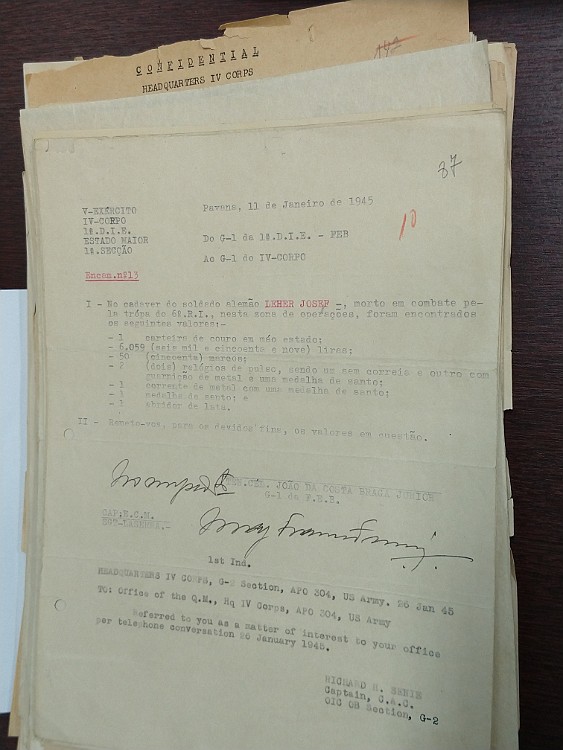 CONFIDENTIAL
HEADQUARTERS IV CORPS
87
V-EXÉRCITO
IV-CORPO
1ª.D.I.E.
ESTADO MAIOR
1ª.SECÇÃO
Encam.nº13
Pavana, 11 de Janeiro de 1945
10
Do G-1 da 1ª.D.I.E. - FEB
Ao G-1 do IV-CORPO
I - No cadaver do soldado alemão LEHER JOSEF -, morto em combate pe-
la trópa do 6º.R.I., nesta zona de operações, foram encontrados
os seguintes valores:-
- 1 carteira de couro em máo estado;
- 6.059 (seis mil e cincoenta e nove) liras;
- 50 (cincoenta) marcos;
- 2 (dois) relógios de pulso, sendo um sem correia e outro com
guarnição de metal e uma medalha de santo;
- 1 corrente de metal com uma medalha de santo;
- 1 medalha de santo; e
- 1 abridor de lata.
II - Remete-vos, para os devidos fins, os valores em questão.
JOÃO DA COSTA BRAGA JUNIOR
G-1 da F.E.B.
1st Ind.
HEADQUARTERS IV CORPS, G-2 Section, APO 304, US Army. 26 Jan 45
TO: Office of the Q.M., Hq IV Corps, APO 304, US Army
Referred to you as a matter of interest to your office
per telephone conversation 26 January 1945.
RICHARD H.
Captain, C.A.C.
OIC OB Section, G-2